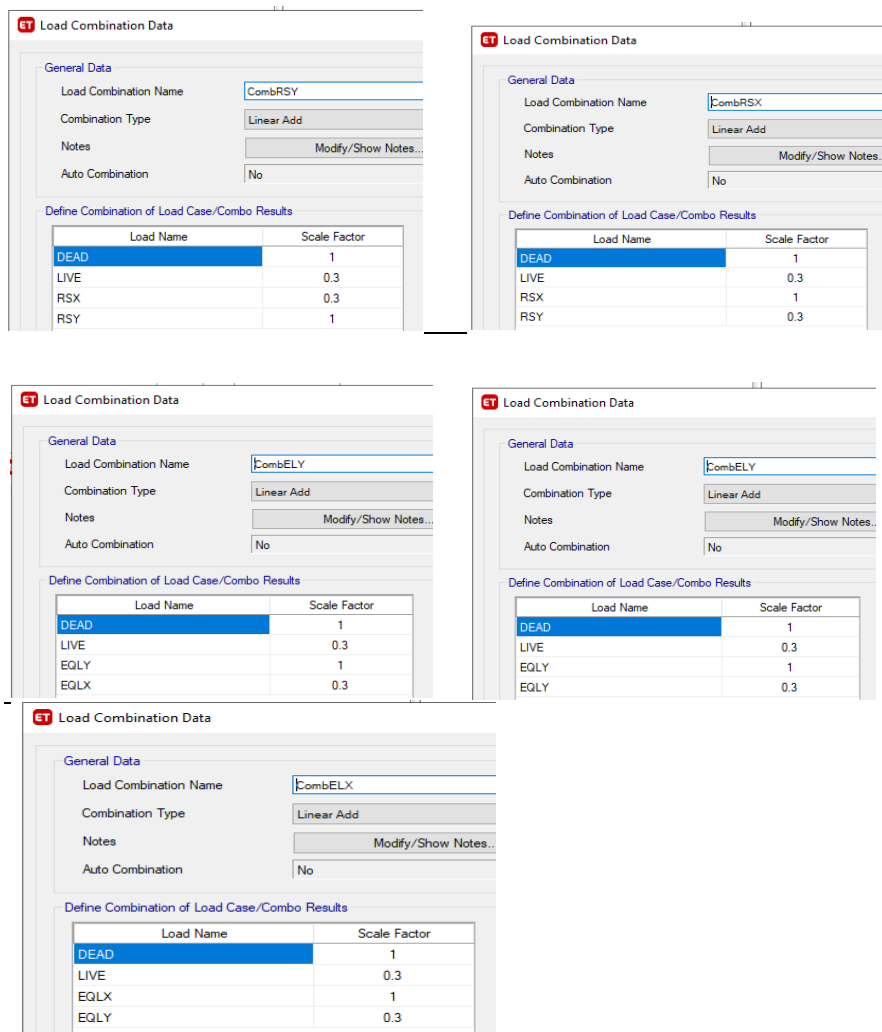 ET Load Combination Data
General Data
Load Combination Name CombRSY
Combination Type Linear Add
Notes Modify/Show Notes...
Auto Combination No
Define Combination of Load Case/Combo Results
Load Name Scale Factor
DEAD 1
LIVE 0.3
RSX 0.3
RSY 1
ET Load Combination Data
General Data
Load Combination Name CombRSX
Combination Type Linear Add
Notes Modify/Show Notes.
Auto Combination No
Define Combination of Load Case/Combo Results
Load Name Scale Factor
DEAD 1
LIVE 0.3
RSX 1
RSY 0.3
ET Load Combination Data
General Data
Load Combination Name CombELY
Combination Type Linear Add
Notes Modify/Show Notes...
Auto Combination No
Define Combination of Load Case/Combo Results
Load Name Scale Factor
DEAD 1
LIVE 0.3
EQLY 1
EQLX 0.3
ET Load Combination Data
General Data
Load Combination Name CombELY
Combination Type Linear Add
Notes Modify/Show Notes.
Auto Combination No
Define Combination of Load Case/Combo Results
Load Name Scale Factor
DEAD 1
LIVE 0.3
EQLY 1
EQLY 0.3
ET Load Combination Data
General Data
Load Combination Name CombELX
Combination Type Linear Add
Notes Modify/Show Notes..
Auto Combination No
Define Combination of Load Case/Combo Results
Load Name Scale Factor
DEAD 1
LIVE 0.3
EQLX 1
EQLY 0.3